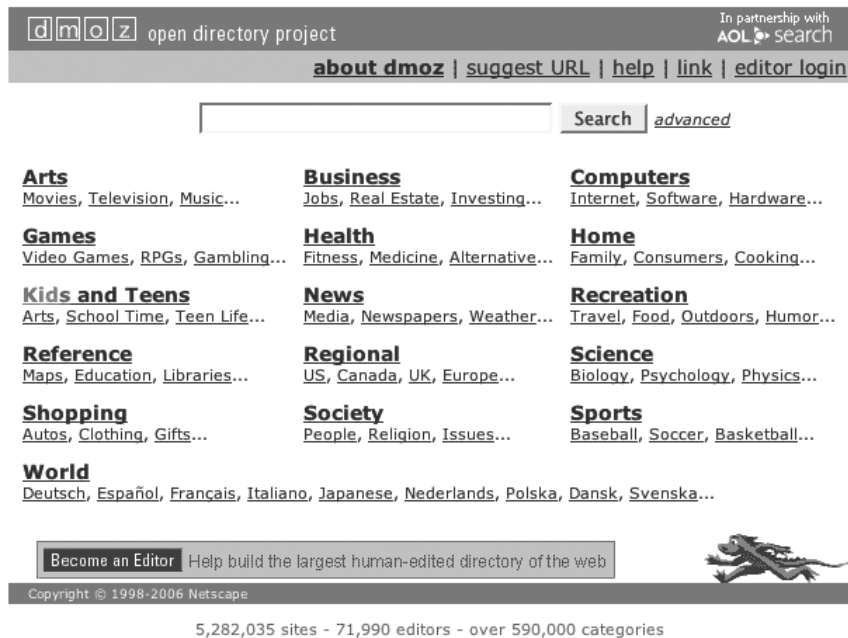 dmoz open directory project
In partnership with
AOL search
about dmoz | suggest URL | help | link | editor login
Search advanced
Arts
Movies, Television, Music...
Business
Jobs, Real Estate, Investing...
Computers
Internet, Software, Hardware...
Games
Video Games, RPGs, Gambling...
Health
Fitness, Medicine, Alternative...
Home
Family, Consumers, Cooking...
Kids and Teens
Arts, School Time, Teen Life...
News
Media, Newspapers, Weather...
Recreation
Travel, Food, Outdoors, Humor...
Reference
Maps, Education, Libraries...
Regional
US, Canada, UK, Europe...
Science
Biology, Psychology, Physics...
Shopping
Autos, Clothing, Gifts...
Society
People, Religion, Issues...
Sports
Baseball, Soccer, Basketball...
World
Deutsch, Español, Français, Italiano, Japanese, Nederlands, Polska, Dansk, Svenska...
Become an Editor Help build the largest human-edited directory of the web
Copyright © 1998-2006 Netscape
5,282,035 sites - 71,990 editors - over 590,000 categories